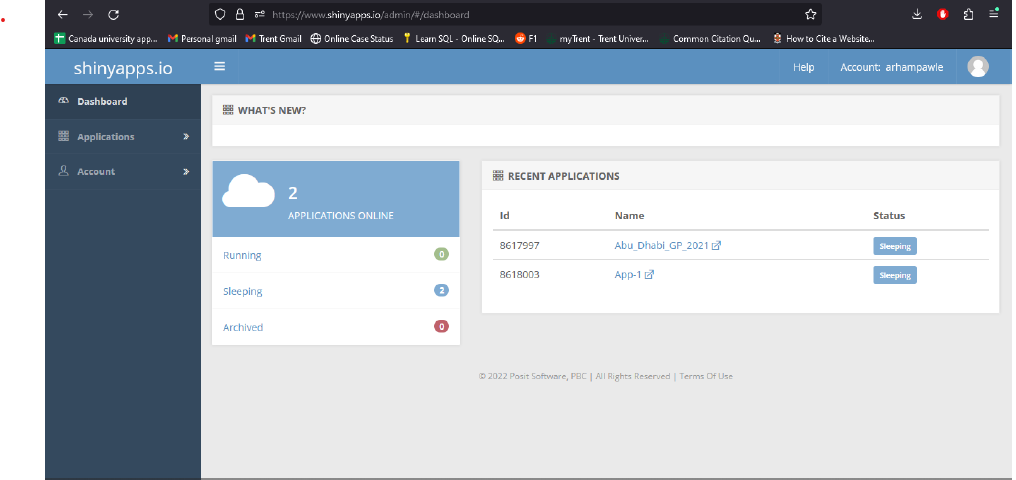 https://www.shinyapps.io/admin/#/dashboard
Canada university app... Personal gmail Trent Gmail Online Case Status Learn SQL - Online SQ... F1 myTrent - Trent Univer... Common Citation Qu... How to Cite a Website...
shinyapps.io Help Account: arhampawle
Dashboard
Applications
Account
WHAT'S NEW?
2
APPLICATIONS ONLINE
Running 0
Sleeping 2
Archived 0
RECENT APPLICATIONS
Id Name Status
8617997 Abu_Dhabi_GP_2021 Sleeping
8618003 App-1 Sleeping
© 2022 Posit Software, PBC | All Rights Reserved | Terms Of Use